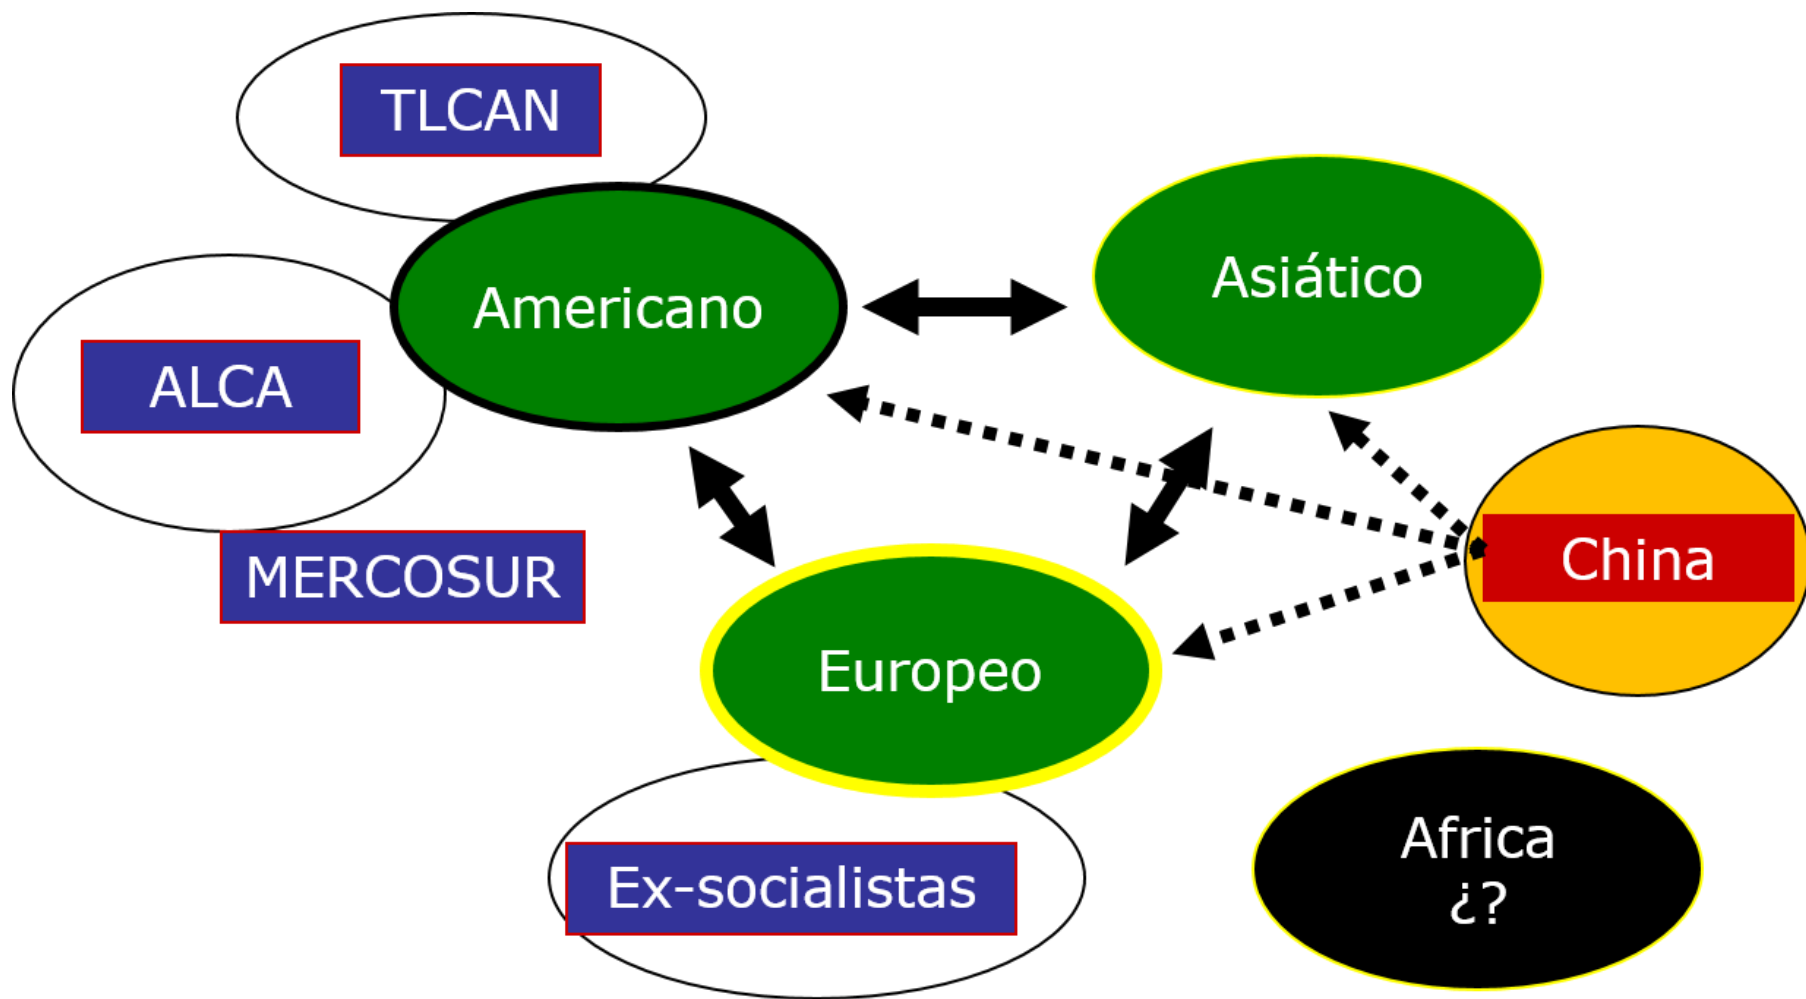 TLCAN
Americano
Asiático
ALCA
MERCOSUR
China
Europeo
Africa
¿?
Ex-socialistas